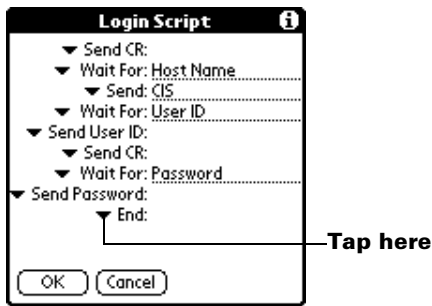 Login Script
Send CR:
Wait For: Host Name
Send: CIS
Wait For: User ID
Send User ID:
Send CR:
Wait For: Password
Send Password:
End:
Tap here
OK Cancel